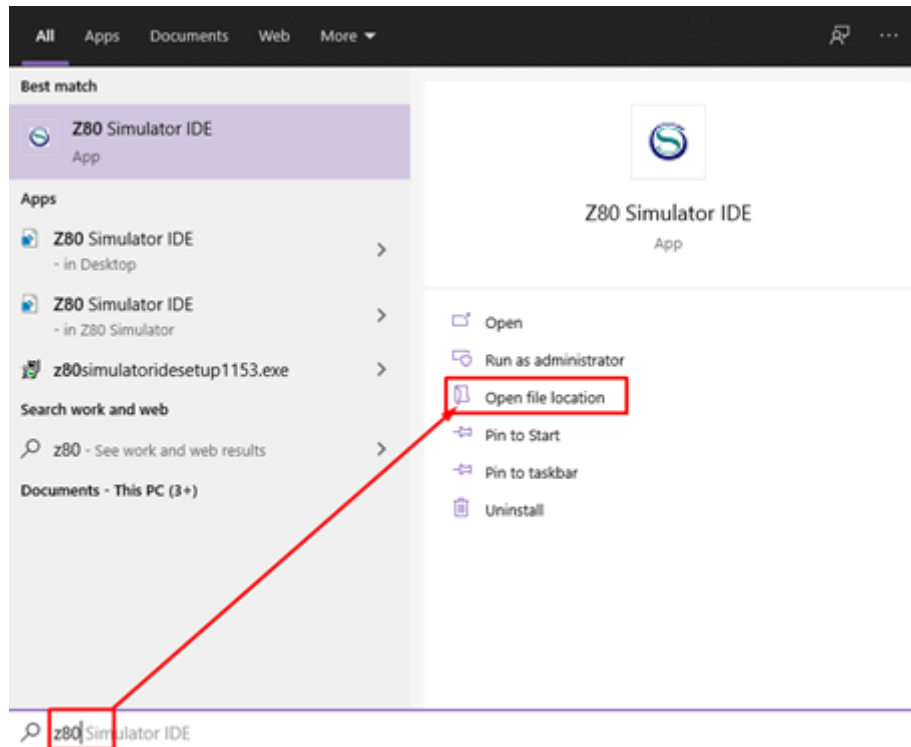 All Apps Documents Web More
Best match
Z80 Simulator IDE
App
Apps
Z80 Simulator IDE
- in Desktop
Z80 Simulator IDE
- in Z80 Simulator
z80simulatoridesetup1153.exe
Search work and web
z80 - See work and web results
Documents - This PC (3+)
Z80 Simulator IDE
App
Open
Run as administrator
Open file location
Pin to Start
Pin to taskbar
Uninstall
z80 Simulator IDE